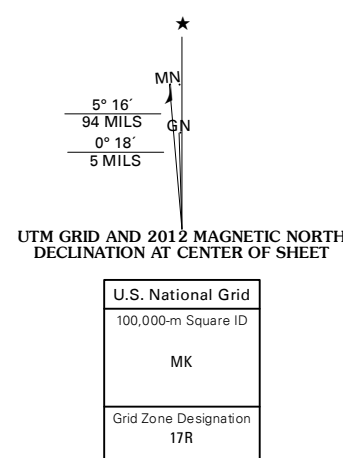 ★
MN
5° 16´
94 MILS
GN
0° 18´
5 MILS
UTM GRID AND 2012 MAGNETIC NORTH
DECLINATION AT CENTER OF SHEET
U.S. National Grid
100,000-m Square ID
MK
Grid Zone Designation
17R